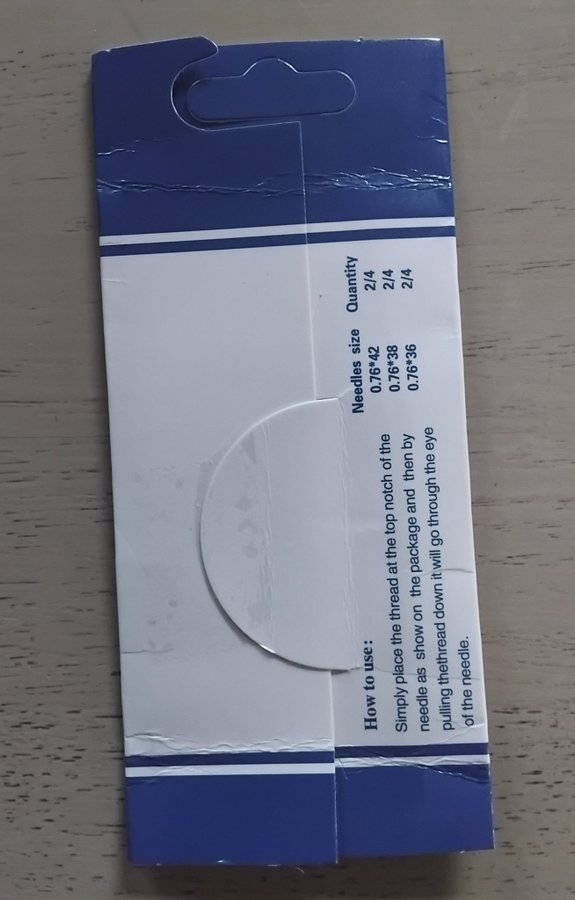 How to use:
Simply place the thread at the top notch of the
needle as show on the package and then by
pulling thethread down it will go through the eye
of the needle.
Needles size Quantity
0.76*42 2/4
0.76*38 2/4
0.76*36 2/4